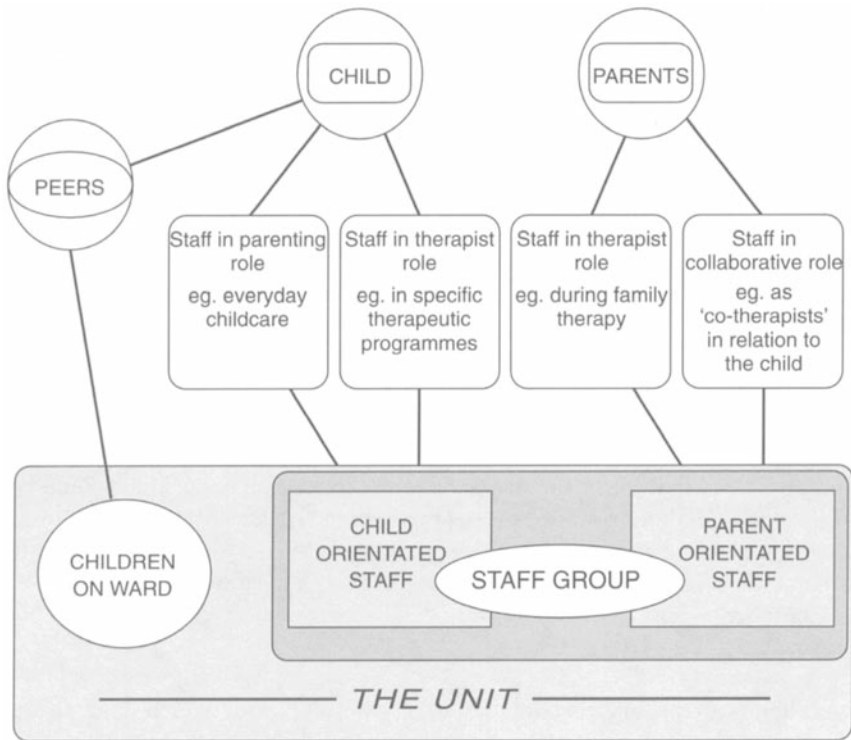 CHILD
PARENTS
PEERS
Staff in parenting
role
eg. everyday
childcare
Staff in therapist
role
eg. in specific
therapeutic
programmes
Staff in therapist
role
eg. during family
therapy
Staff in
collaborative role
eg. as
‘co-therapists’
in relation to
the child
CHILDREN
ON WARD
CHILD
ORIENTATED
STAFF
STAFF GROUP
PARENT
ORIENTATED
STAFF
THE UNIT